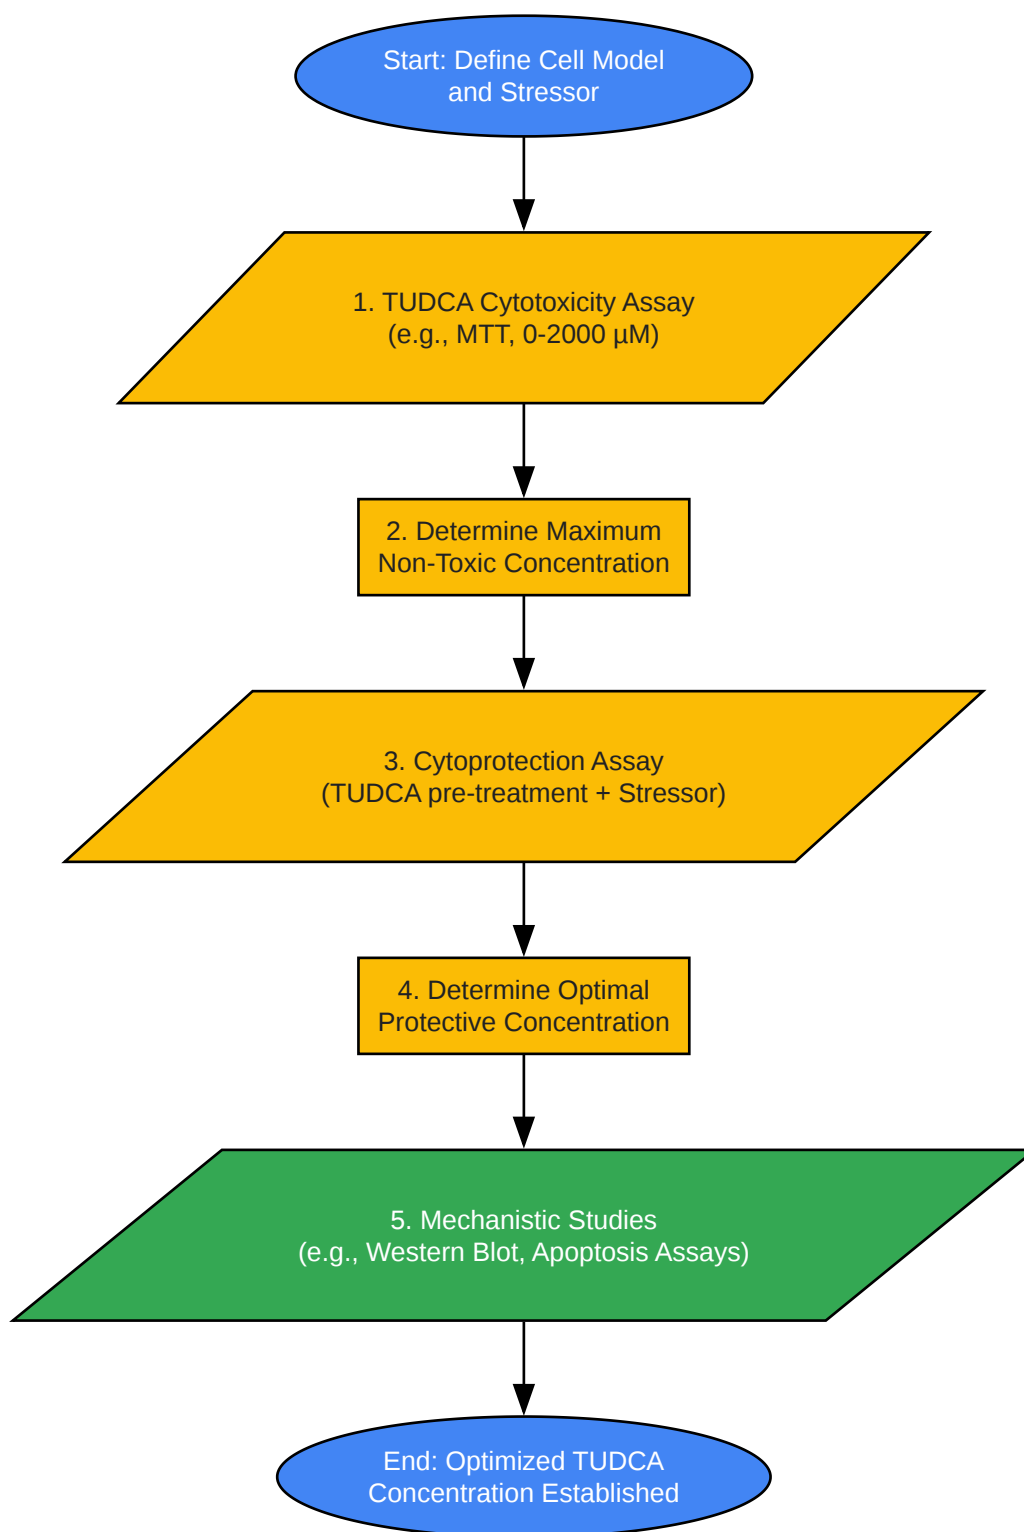 Start: Define Cell Model
and Stressor
1. TUDCA Cytotoxicity Assay
(e.g., MTT, 0-2000 µM)
2. Determine Maximum
Non-Toxic Concentration
3. Cytoprotection Assay
(TUDCA pre-treatment + Stressor)
4. Determine Optimal
Protective Concentration
5. Mechanistic Studies
(e.g., Western Blot, Apoptosis Assays)
End: Optimized TUDCA
Concentration Established